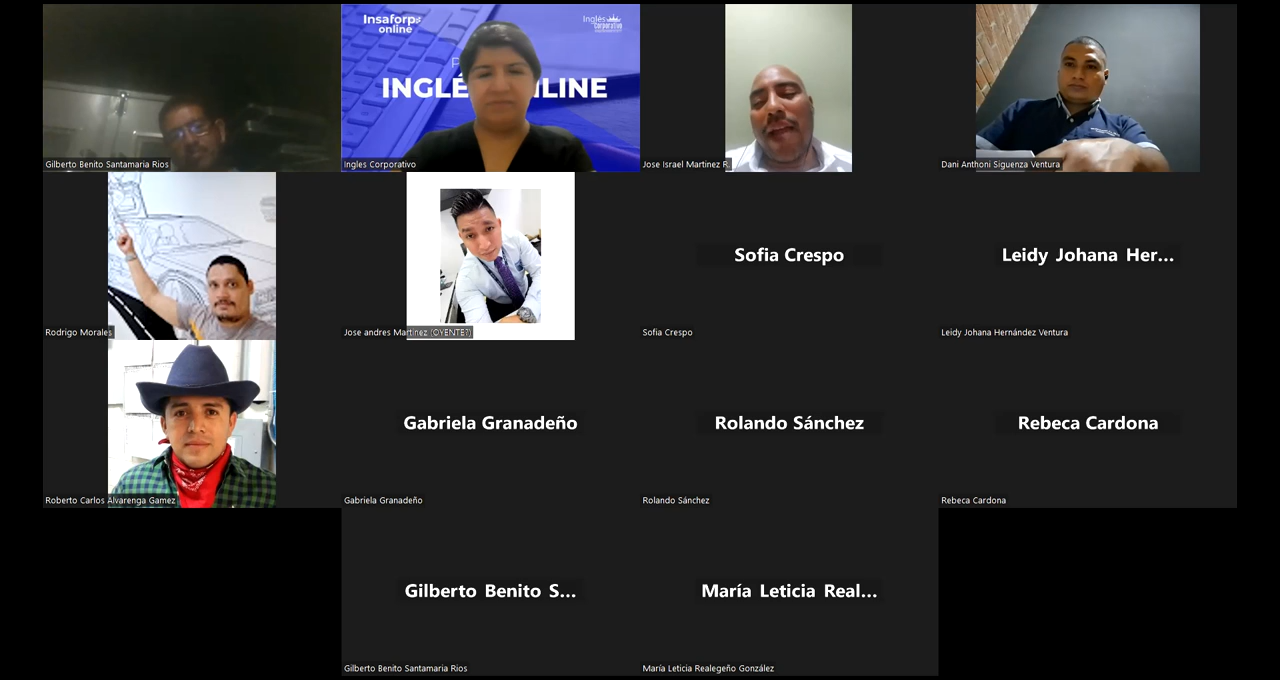 Insaforp
online
Inglés
Corporativo
INGLÉ NLINE
Gilberto Benito Santamaria Rios
Ingles Corporativo
Jose Israel Martinez R.
Dani Anthoni Siguenza Ventura
Sofia Crespo
Leidy Johana Her...
Rodrigo Morales
Jose andres Martinez (OYENTE?)
Sofia Crespo
Leidy Johana Hernández Ventura
Gabriela Granadeño
Rolando Sánchez
Rebeca Cardona
Roberto Carlos Alvarenga Gamez
Gabriela Granadeño
Rolando Sánchez
Rebeca Cardona
Gilberto Benito S...
María Leticia Real...
Gilberto Benito Santamaria Rios
María Leticia Realegeño González